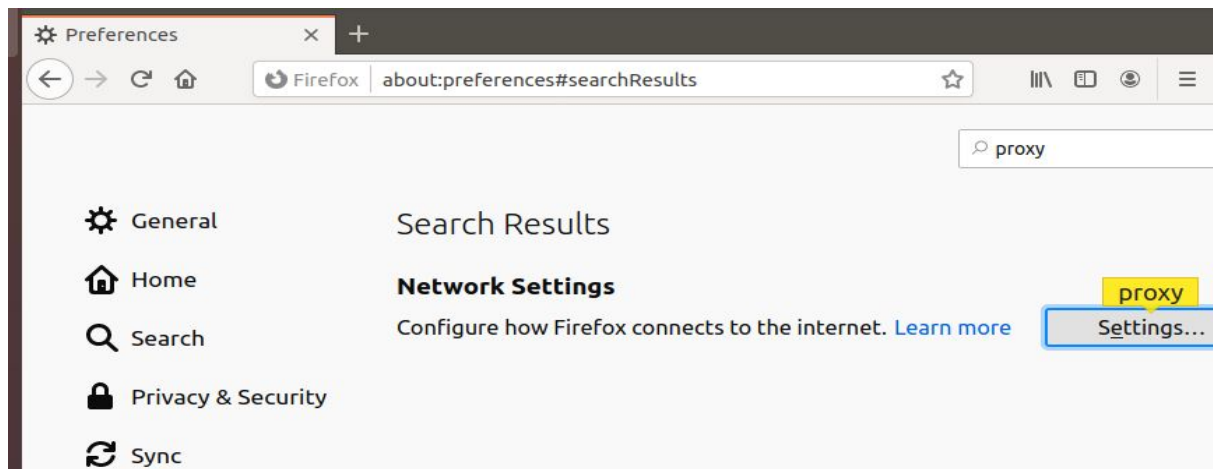 Preferences
Firefox about:preferences#searchResults
proxy
General
Home
Search
Privacy & Security
Sync
Search Results
Network Settings
proxy
Configure how Firefox connects to the internet. Learn more
Settings...